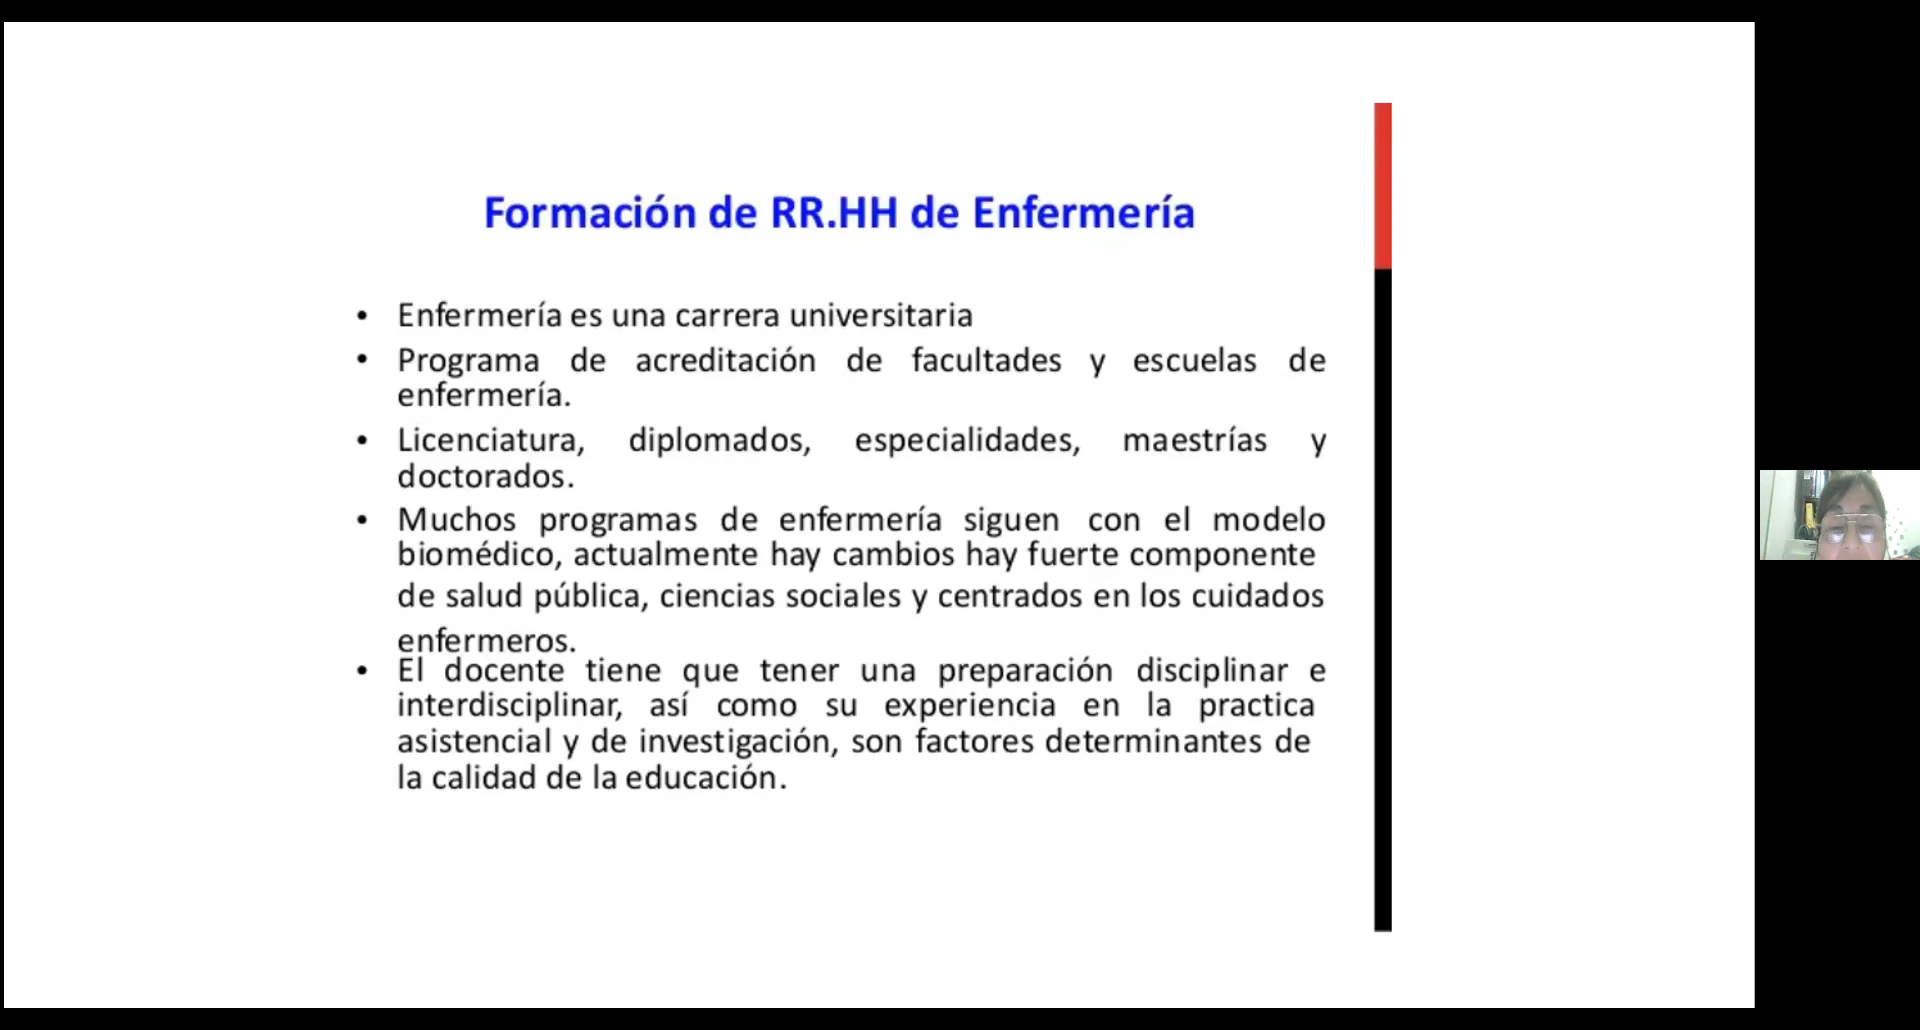 Formación de RR.HH de Enfermería
• Enfermería es una carrera universitaria
• Programa de acreditación de facultades y escuelas de
enfermería.
• Licenciatura, diplomados, especialidades, maestrías y
doctorados.
• Muchos programas de enfermería siguen con el modelo
biomédico, actualmente hay cambios hay fuerte componente
de salud pública, ciencias sociales y centrados en los cuidados
enfermeros.
• El docente tiene que tener una preparación disciplinar e
interdisciplinar, así como su experiencia en la practica
asistencial y de investigación, son factores determinantes de
la calidad de la educación.